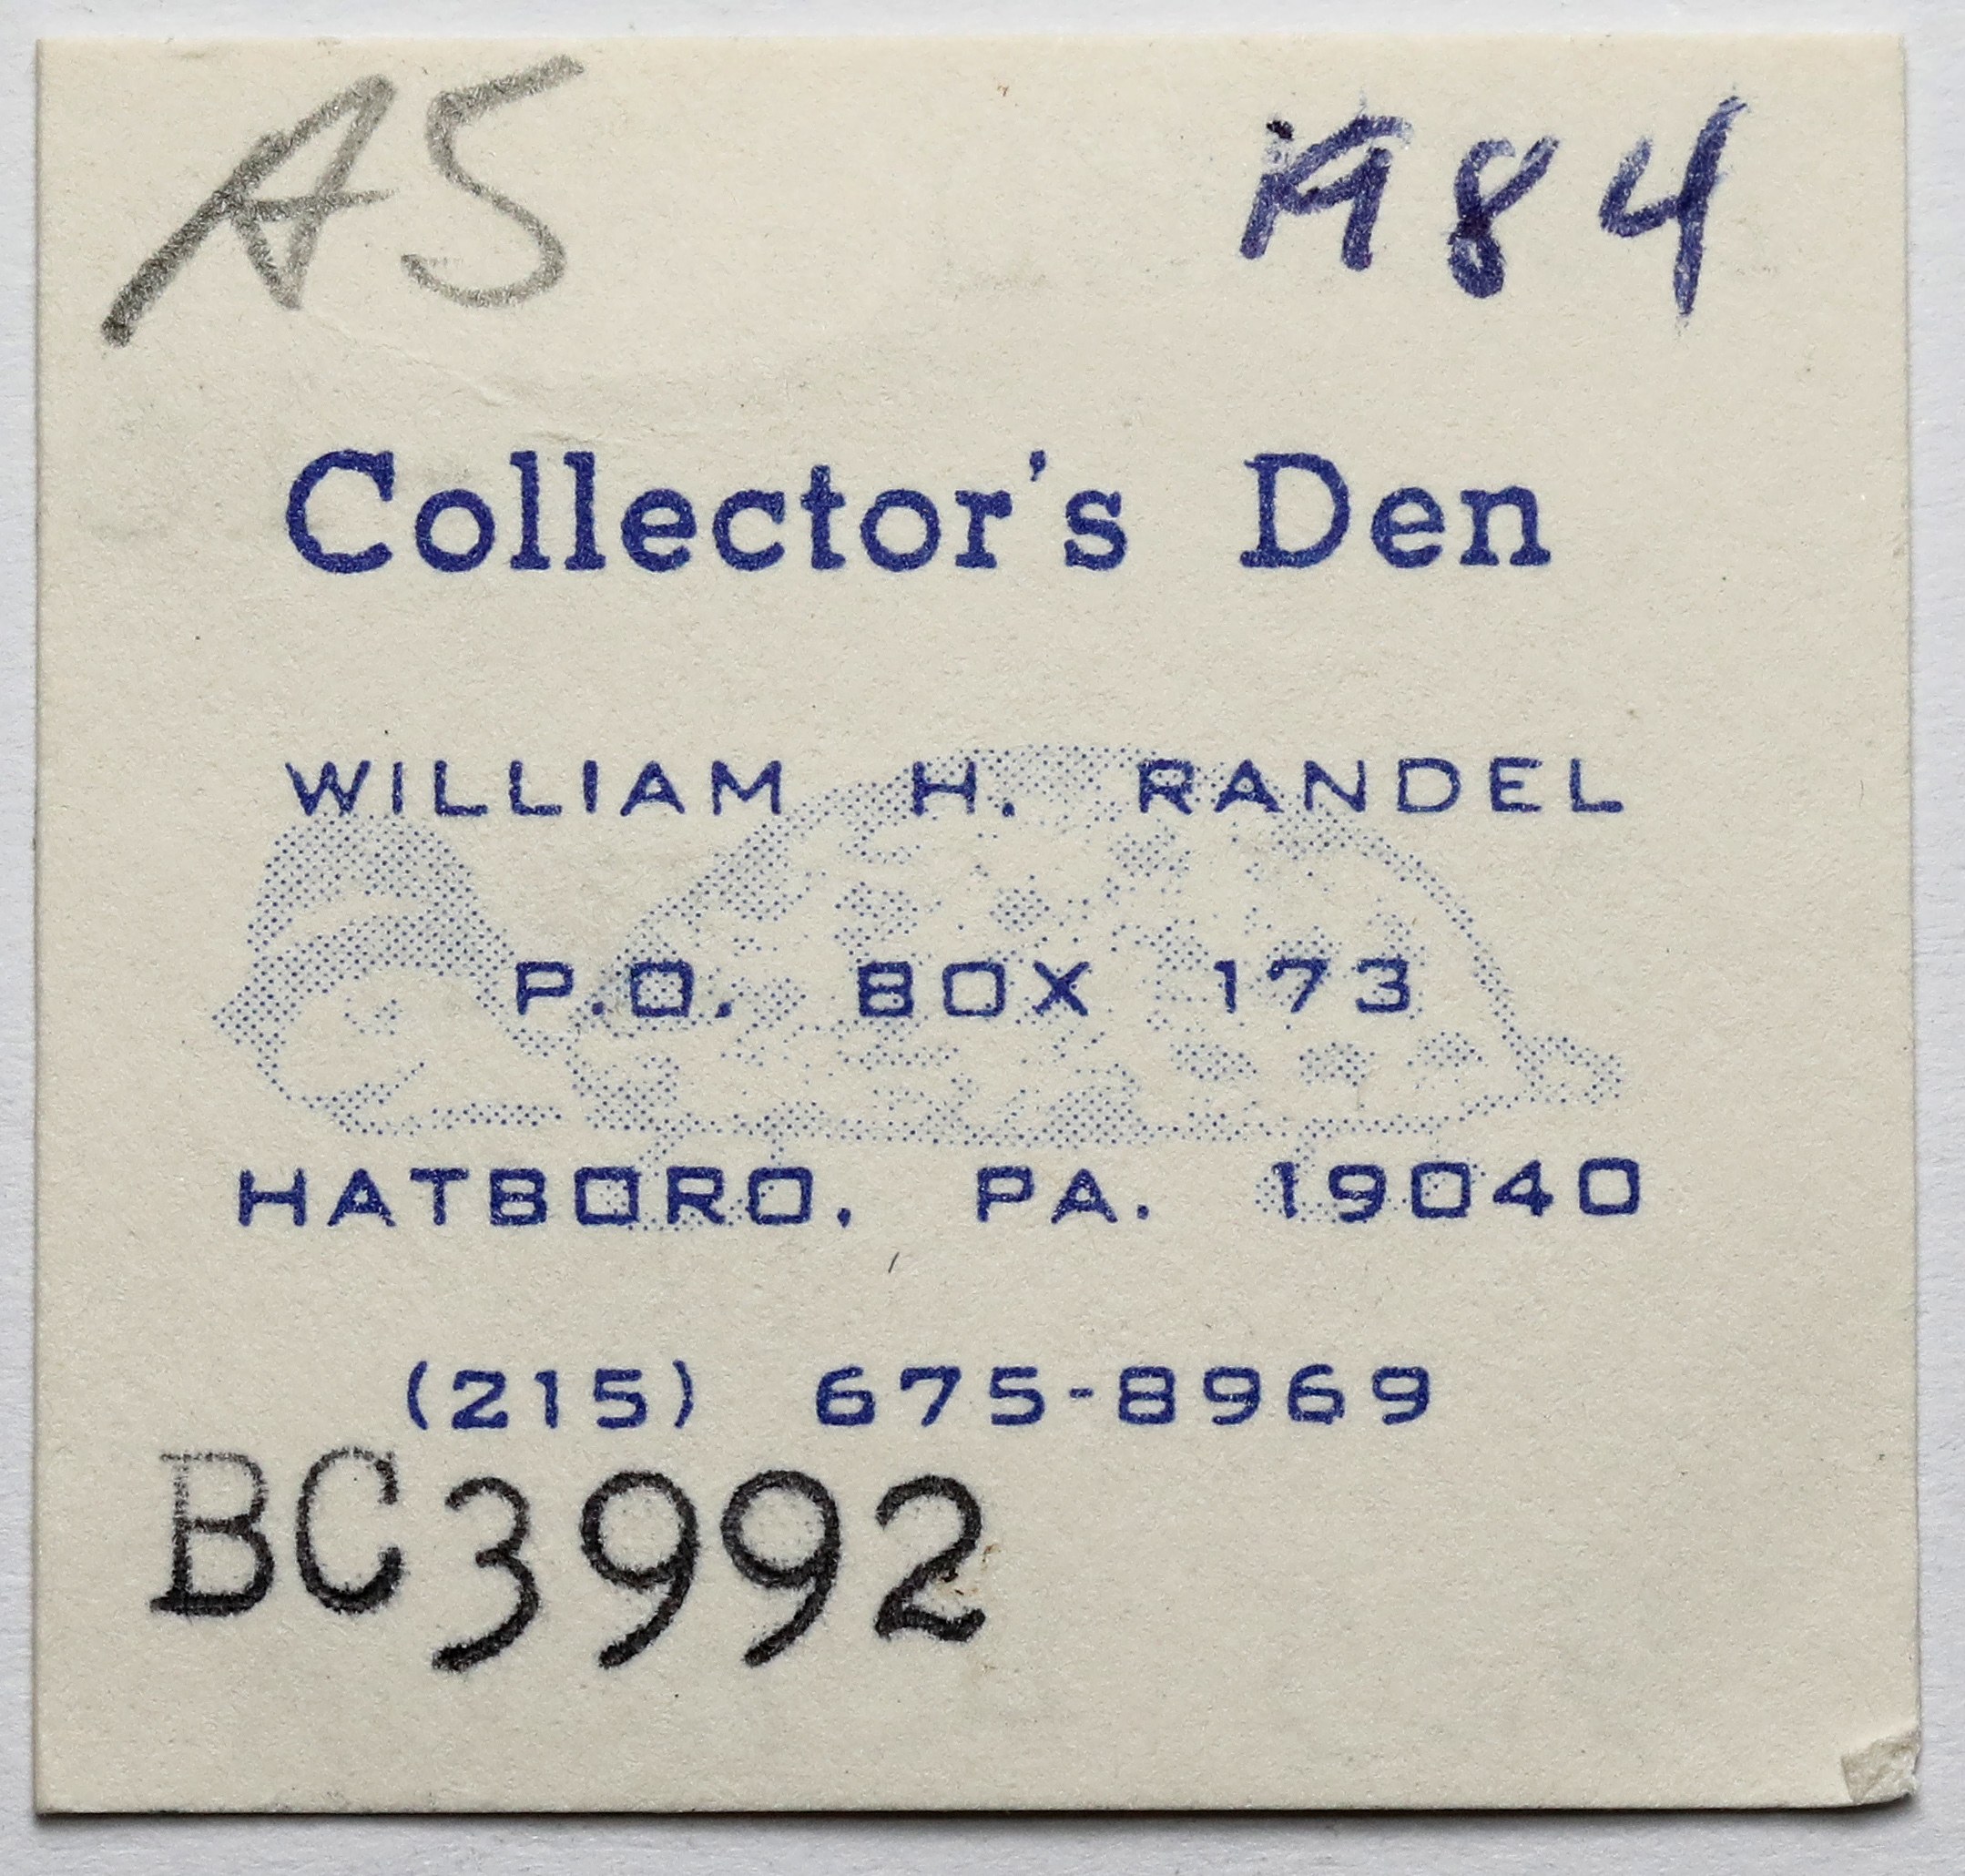 A5 1984
Collector's Den
WILLIAM H. RANDEL
P.O. BOX 173
HATBORO, PA. 19040
(215) 675-8969
BC3992